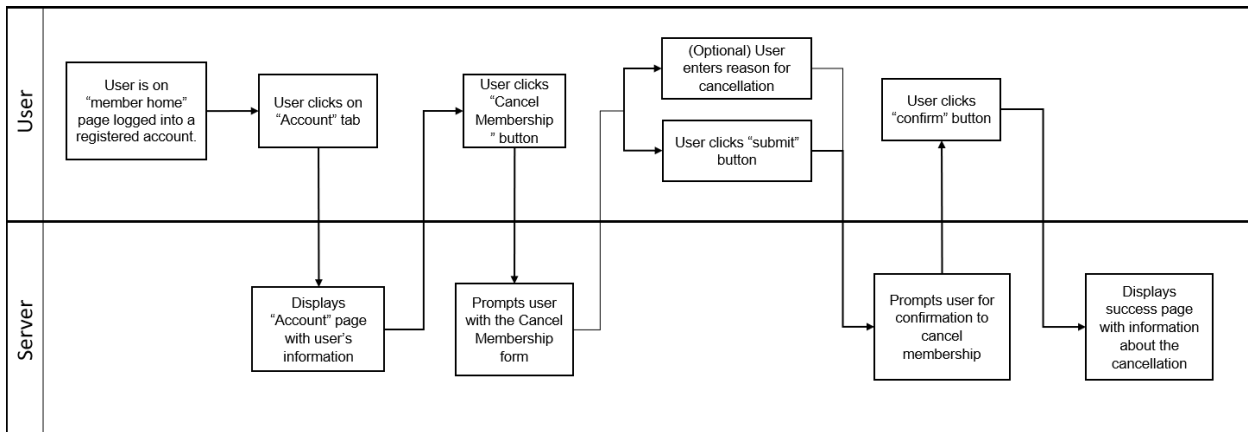 User
User is on
“member home”
page logged into a
registered account.
User clicks on
“Account” tab
User clicks
“Cancel
Membership
” button
(Optional) User
enters reason for
cancellation
User clicks “submit”
button
User clicks
“confirm” button
Server
Displays
“Account” page
with user’s
information
Prompts user
with the Cancel
Membership
form
Prompts user for
confirmation to
cancel
membership
Displays
success page
with information
about the
cancellation